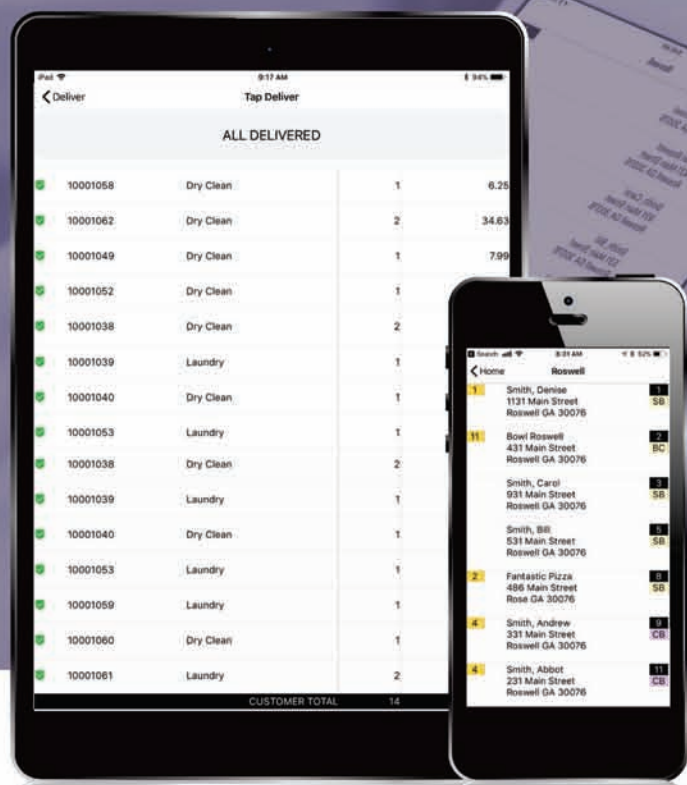 iPad 9:17 AM 94%
Deliver Tap Deliver
ALL DELIVERED
10001058 Dry Clean 1 6.25
10001062 Dry Clean 2 34.63
10001049 Dry Clean 1 7.99
10001052 Dry Clean 1
10001038 Dry Clean 2
10001039 Laundry 1
10001040 Dry Clean 1
10001053 Laundry 1
10001038 Dry Clean 2
10001039 Laundry 1
10001040 Dry Clean 1
10001053 Laundry 1
10001059 Laundry 1
10001060 Dry Clean 1
10001061 Laundry 2
CUSTOMER TOTAL 14
Search 8:31 AM 52%
Home Roswell
1 Smith, Denise 1
1131 Main Street SB
Roswell GA 30076
11 Bowl Roswell 2
431 Main Street BC
Roswell GA 30076
Smith, Carol 3
931 Main Street SB
Roswell GA 30076
Smith, Bill 5
531 Main Street SB
Roswell GA 30076
2 Fantastic Pizza 8
486 Main Street SB
Rose GA 30076
4 Smith, Andrew 9
331 Main Street CB
Roswell GA 30076
4 Smith, Abbot 11
231 Main Street CB
Roswell GA 30076